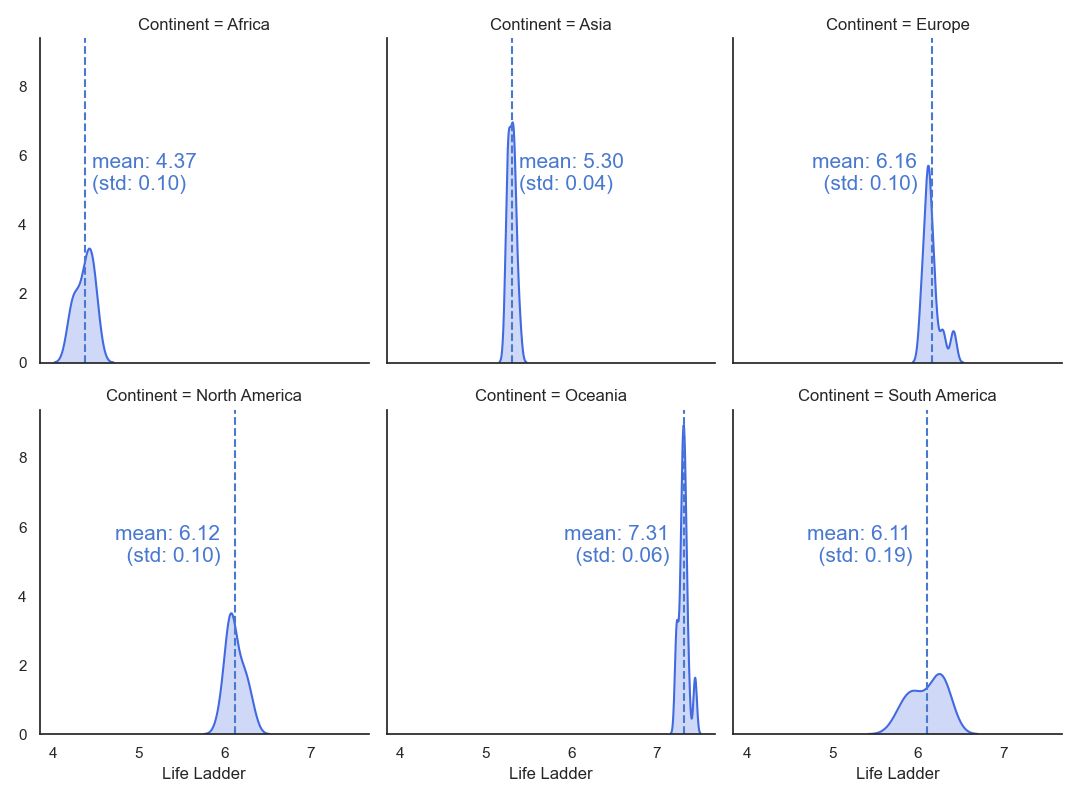 Continent = Africa
Continent = Asia
Continent = Europe
8
6
4
2
0
mean: 4.37
(std: 0.10)
mean: 5.30
(std: 0.04)
mean: 6.16
(std: 0.10)
Continent = North America
Continent = Oceania
Continent = South America
8
6
4
2
0
mean: 6.12
(std: 0.10)
mean: 7.31
(std: 0.06)
mean: 6.11
(std: 0.19)
4 5 6 7
4 5 6 7
4 5 6 7
Life Ladder
Life Ladder
Life Ladder